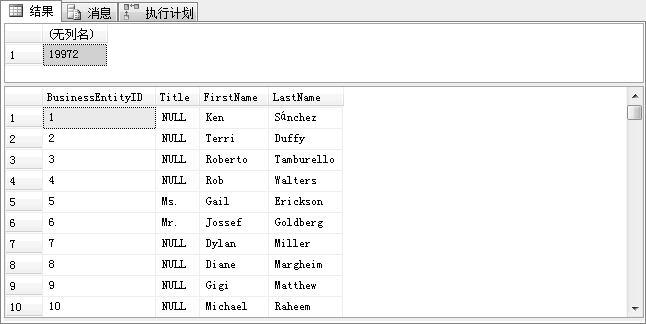 结果 消息 执行计划
(无列名)
1 19972
BusinessEntityID Title FirstName LastName
1 1 NULL Ken Sánchez
2 2 NULL Terri Duffy
3 3 NULL Roberto Tamburello
4 4 NULL Rob Walters
5 5 Ms. Gail Erickson
6 6 Mr. Jossef Goldberg
7 7 NULL Dylan Miller
8 8 NULL Diane Margheim
9 9 NULL Gigi Matthew
10 10 NULL Michael Raheem